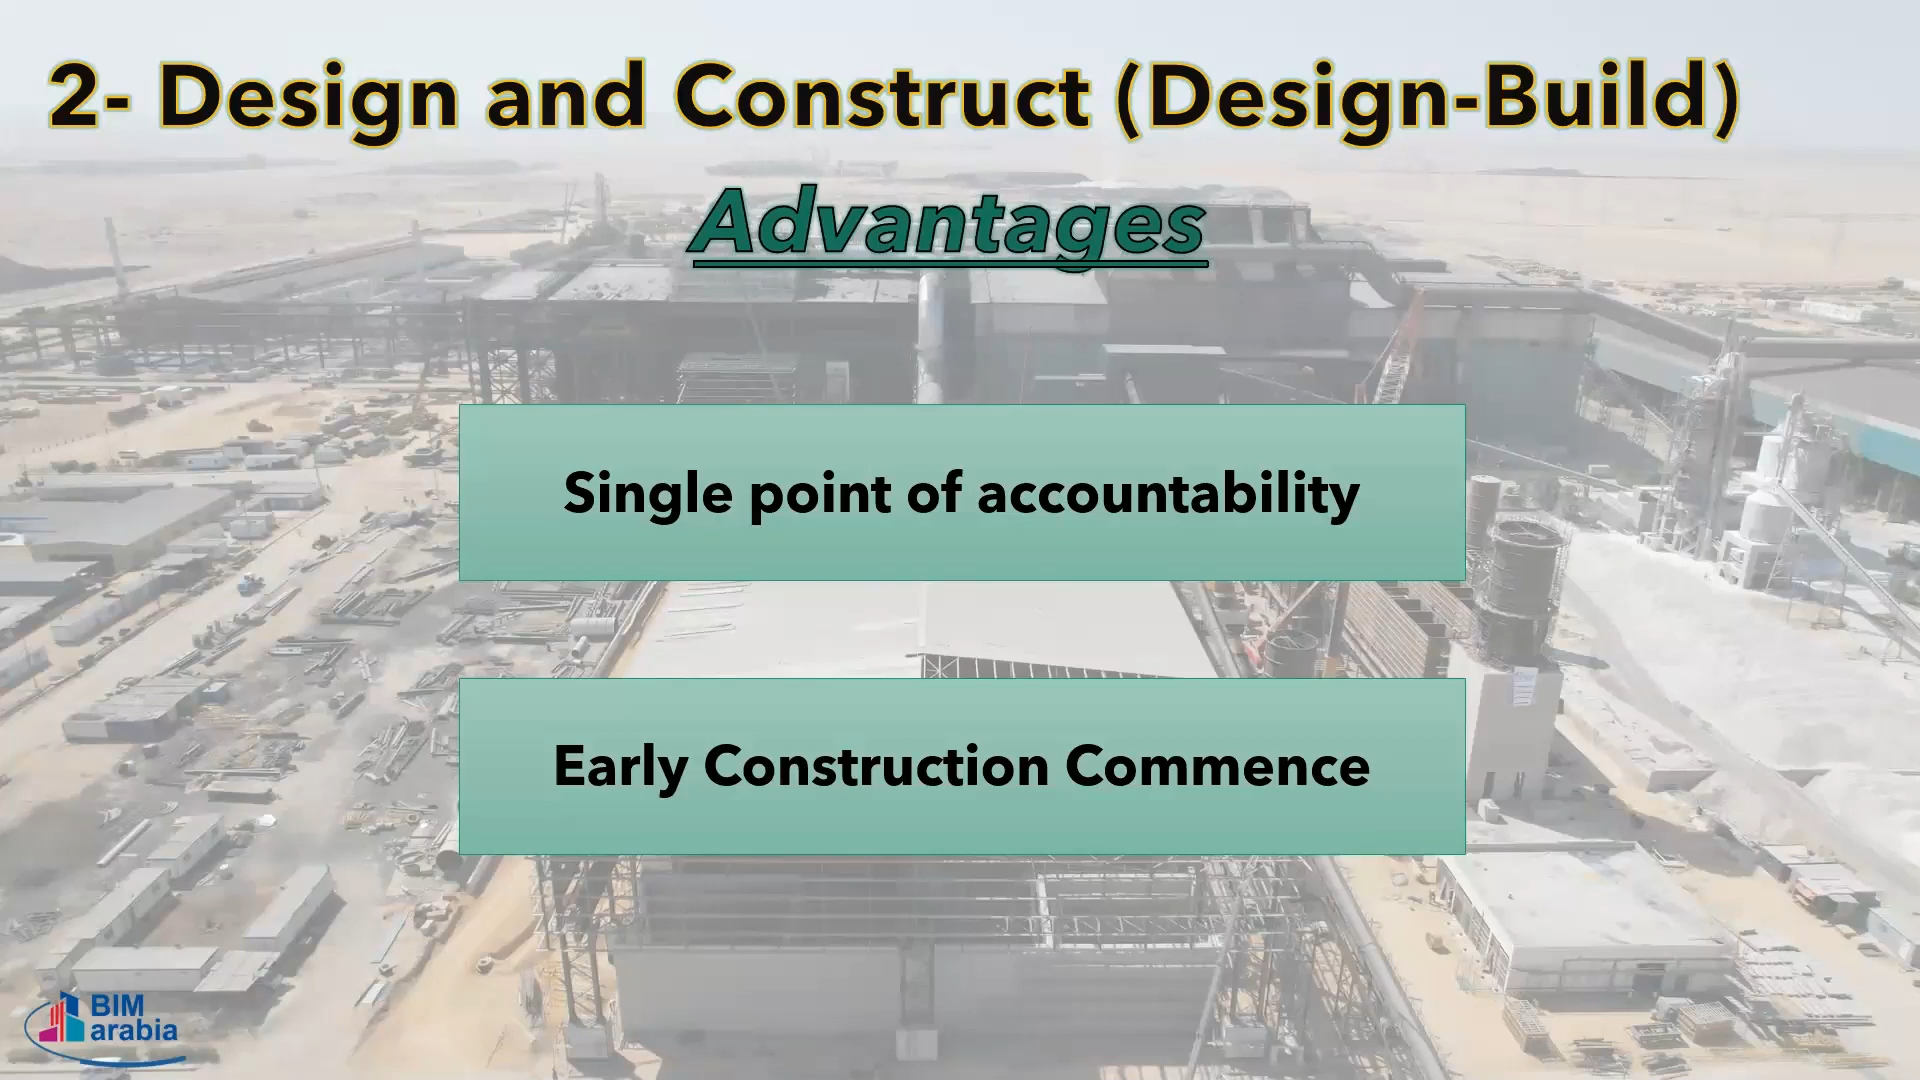 2- Design and Construct (Design-Build)
Advantages
Single point of accountability
Early Construction Commence
BIM
arabia